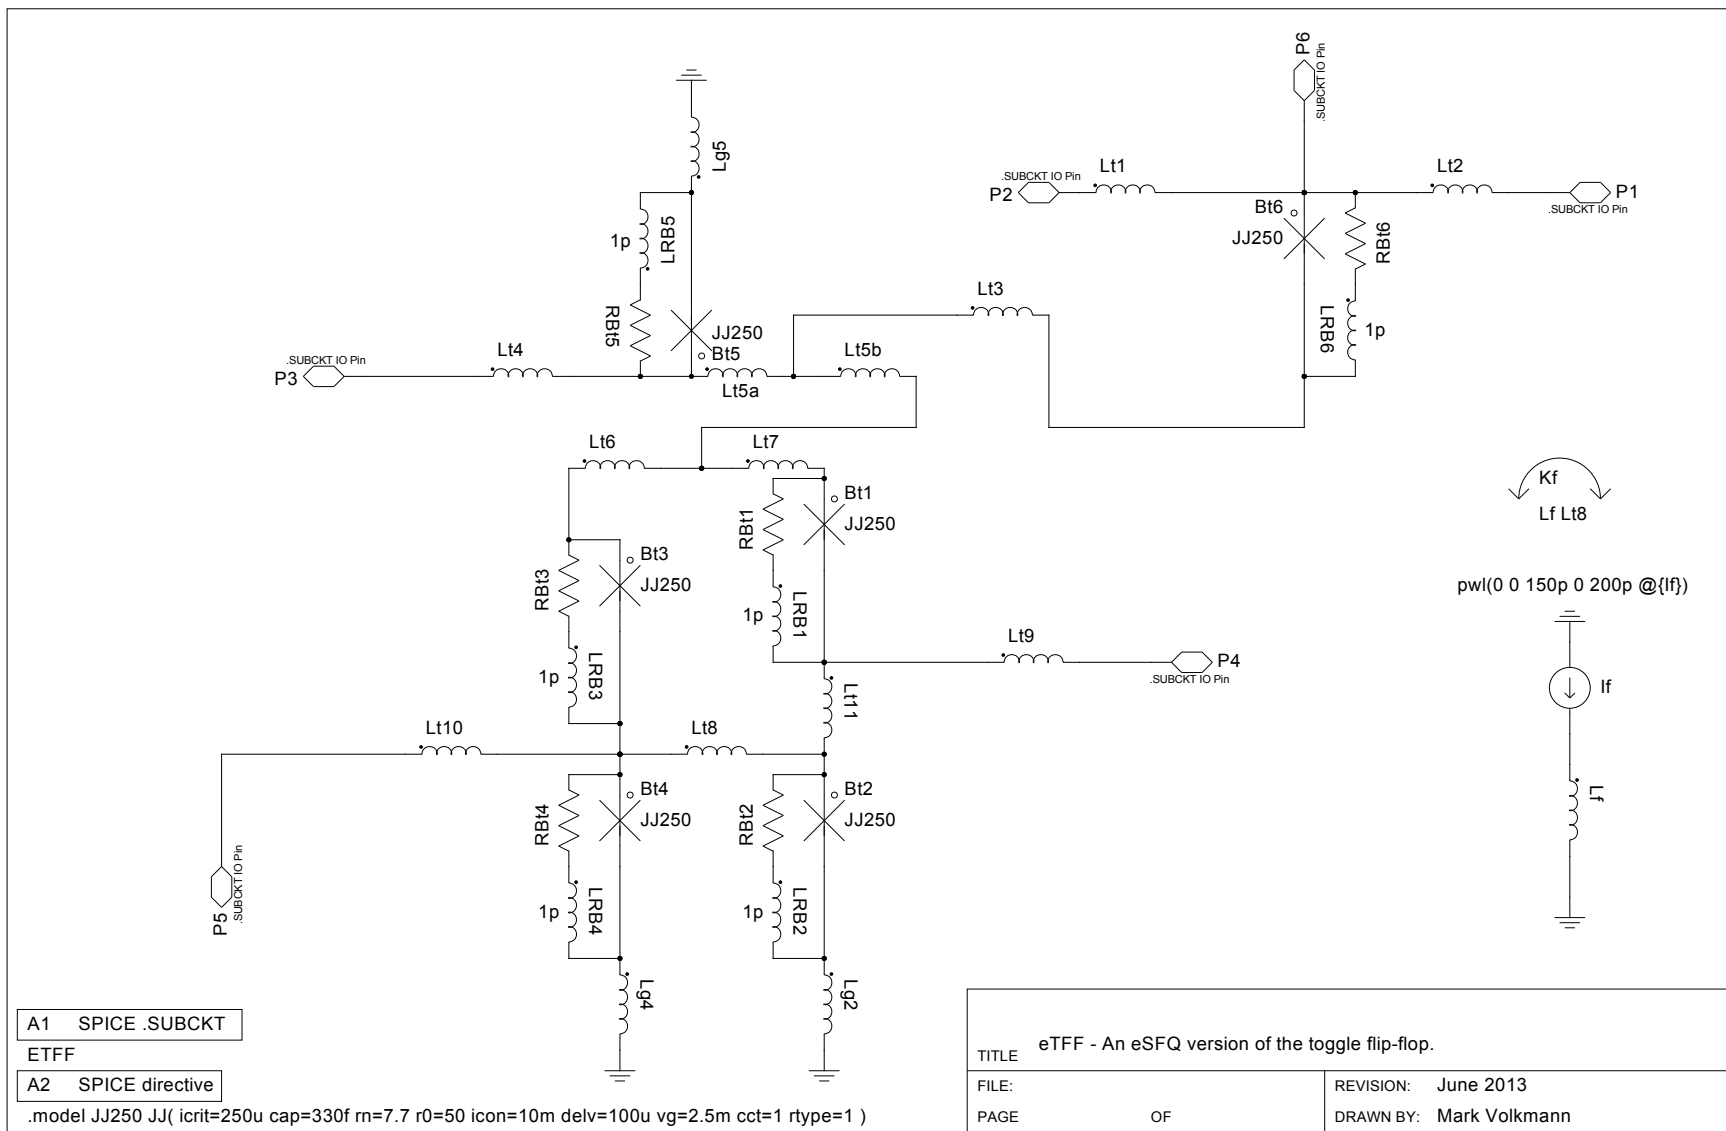 P6
.SUBCKT IO Pin
Lg5
Lt1
Lt2
.SUBCKT IO Pin
P2
P1
.SUBCKT IO Pin
Bt6
JJ250
RBt6
LRB5
1p
Lt3
LRB6
1p
RBt5
JJ250
Bt5
.SUBCKT IO Pin
P3
Lt4
Lt5a
Lt5b
Lt6
Lt7
Kf
Lf Lt8
Bt1
JJ250
RBt1
Bt3
JJ250
RBt3
LRB1
1p
pwl(0 0 150p 0 200p @{If})
Lt9
P4
.SUBCKT IO Pin
LRB3
1p
Lt11
If
Lt10
Lt8
Bt4
JJ250
RBt4
Bt2
JJ250
RBt2
Lf
P5
.SUBCKT IO Pin
LRB4
1p
LRB2
1p
Lg4
Lg2
A1 SPICE .SUBCKT
ETFF
A2 SPICE directive
.model JJ250 JJ( icrit=250u cap=330f rn=7.7 r0=50 icon=10m delv=100u vg=2.5m cct=1 rtype=1 )
TITLE eTFF - An eSFQ version of the toggle flip-flop.
FILE:
REVISION: June 2013
PAGE OF
DRAWN BY: Mark Volkmann